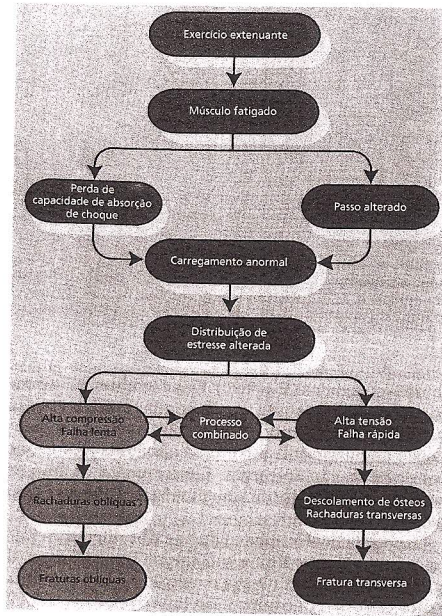 Exercício extenuante
Músculo fatigado
Perda de
capacidade de absorção
de choque
Passo alterado
Carregamento anormal
Distribuição de
estresse alterada
Alta compressão
Falha lenta
Processo
combinado
Alta tensão
Falha rápida
Rachaduras oblíquas
Descolamento de ósteos
Rachaduras transversas
Fraturas oblíquas
Fratura transversa